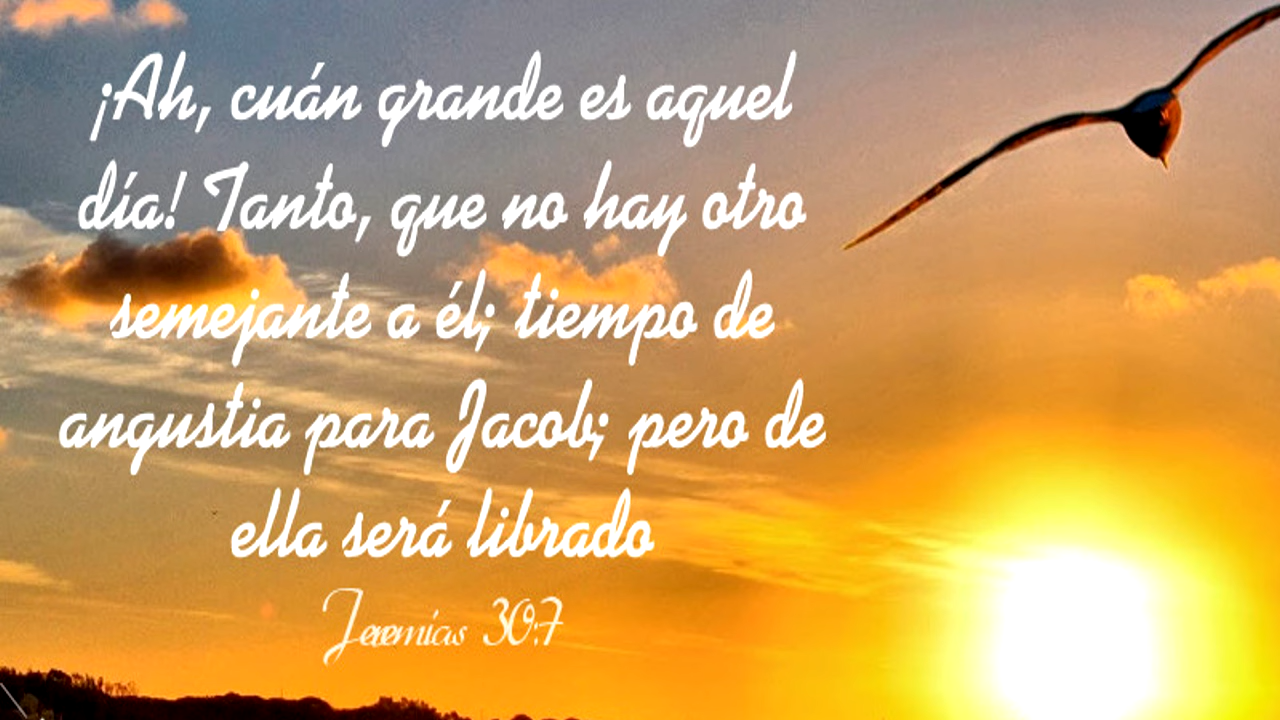 ¡Ah, cuán grande es aquel
día! Tanto, que no hay otro
semejante a él; tiempo de
angustia para Jacob; pero de
ella será librado
Jeremías 30:7